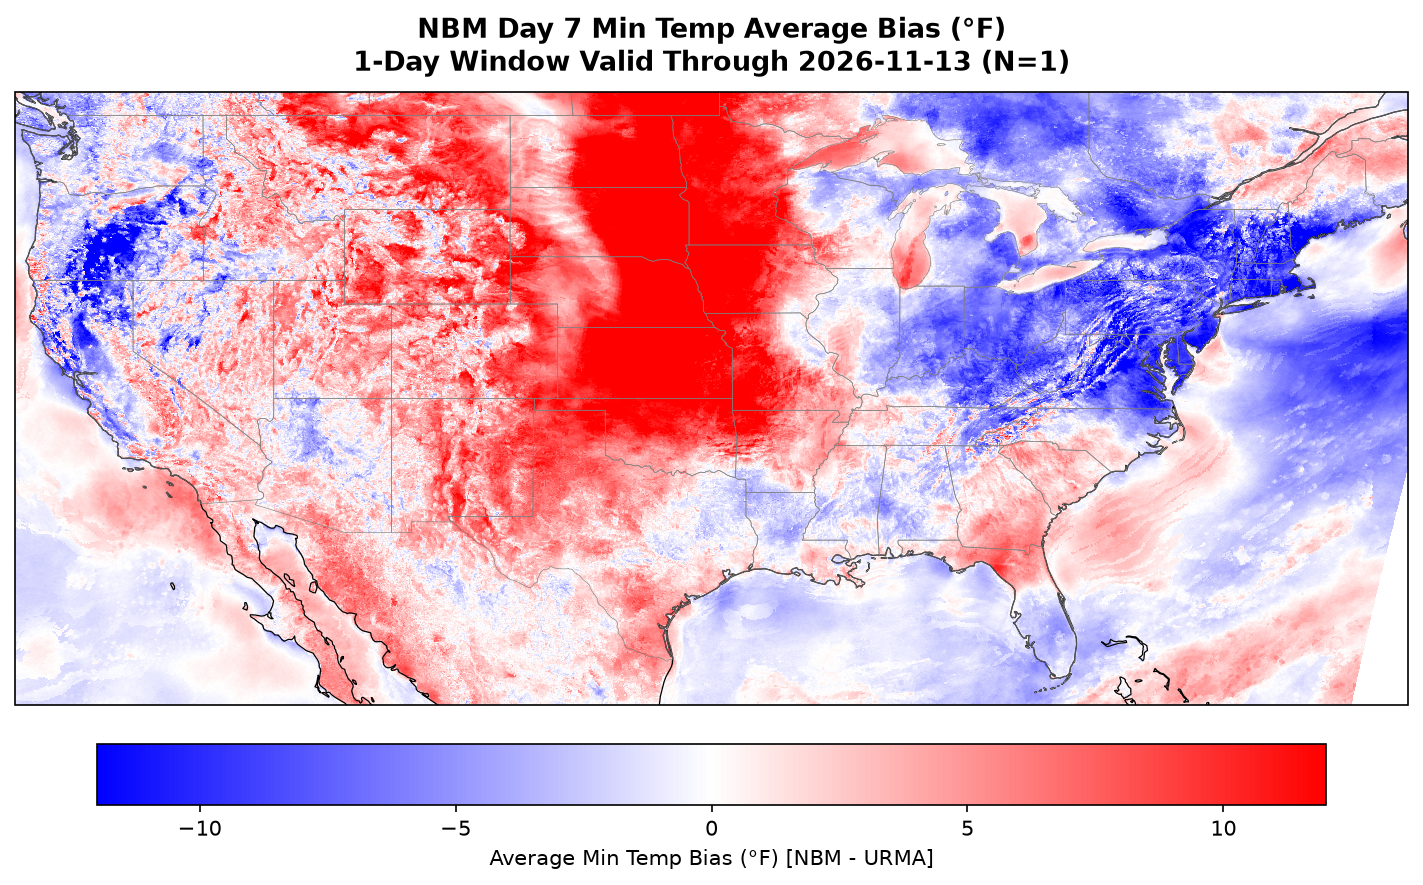 NBM Day 7 Min Temp Average Bias (°F)
1-Day Window Valid Through 2026-11-13 (N=1)
−10 −5 0 5 10
Average Min Temp Bias (°F) [NBM - URMA]